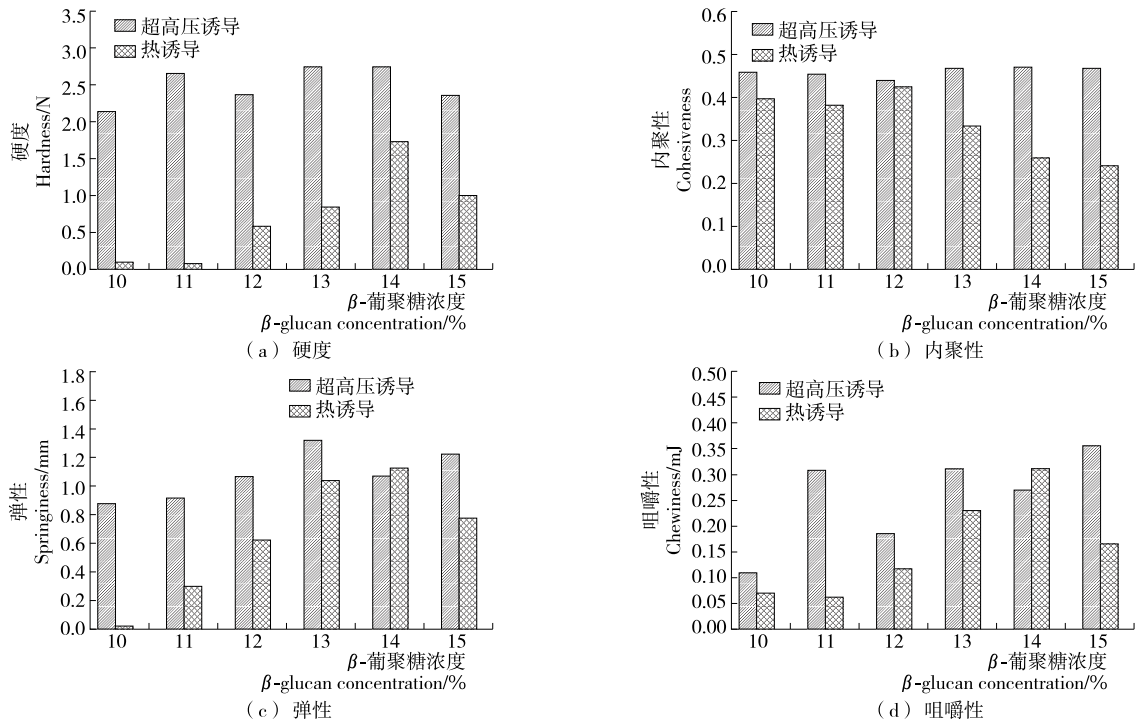 3.5
3.0
2.5
2.0
1.5
1.0
0.5
0.0
硬度
Hardness/N
超高压诱导
热诱导
10 11 12 13 14 15
β-葡聚糖浓度
β-glucan concentration/%
（a）硬度
0.6
0.5
0.4
0.3
0.2
0.1
0.0
内聚性
Cohesiveness
超高压诱导
热诱导
10 11 12 13 14 15
β-葡聚糖浓度
β-glucan concentration/%
（b）内聚性
1.8
1.6
1.4
1.2
1.0
0.8
0.6
0.4
0.2
0.0
弹性
Springiness/mm
超高压诱导
热诱导
10 11 12 13 14 15
β-葡聚糖浓度
β-glucan concentration/%
（c）弹性
0.50
0.45
0.40
0.35
0.30
0.25
0.20
0.15
0.10
0.05
0.00
咀嚼性
Chewiness/mJ
超高压诱导
热诱导
10 11 12 13 14 15
β-葡聚糖浓度
β-glucan concentration/%
（d）咀嚼性